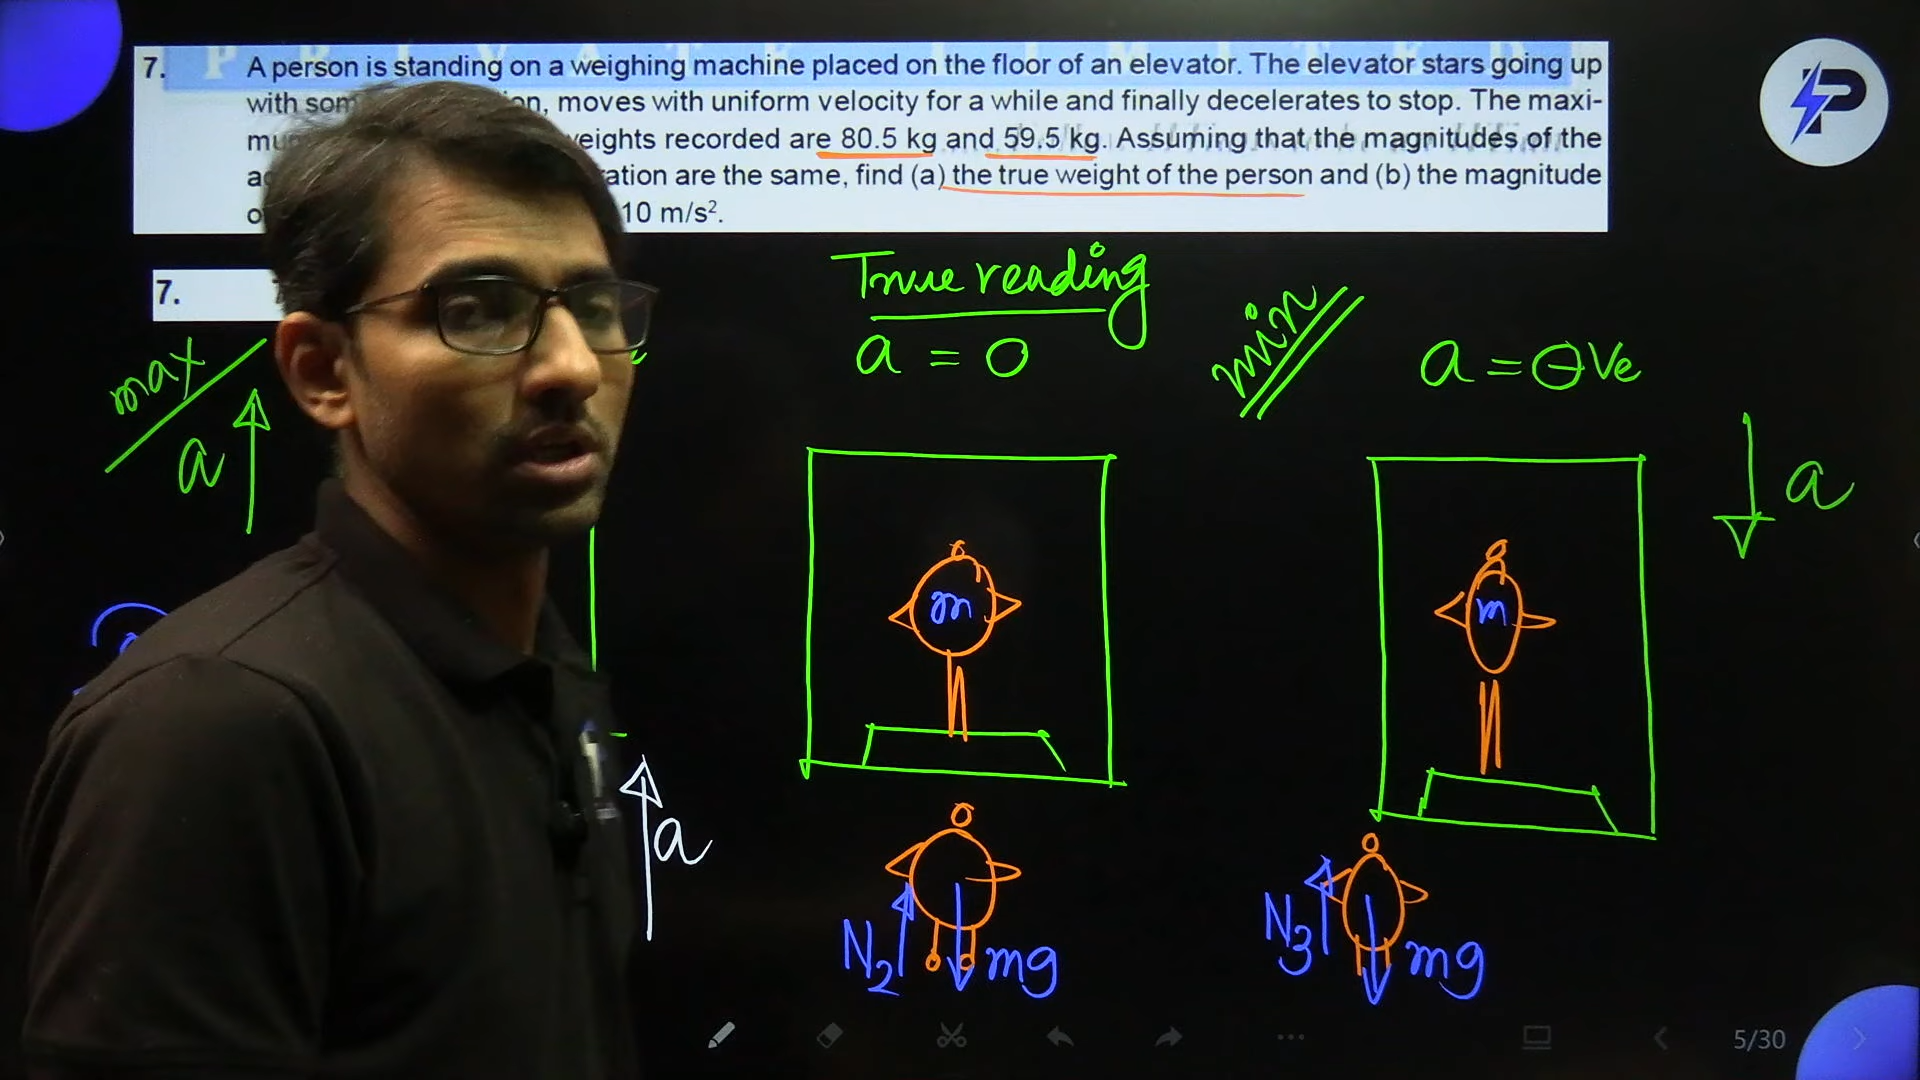 P R I V A T E L I M I T E D
7. A person is standing on a weighing machine placed on the floor of an elevator. The elevator stars going up
with som n, moves with uniform velocity for a while and finally decelerates to stop. The maxi-
mu eights recorded are 80.5 kg and 59.5 kg. Assuming that the magnitudes of the
ac ration are the same, find (a) the true weight of the person and (b) the magnitude
o 10 m/s².
7.
True reading
a = 0
max
a
min
a = ⊖ve
a
m
m
a
N2 mg
N3 mg
5/30